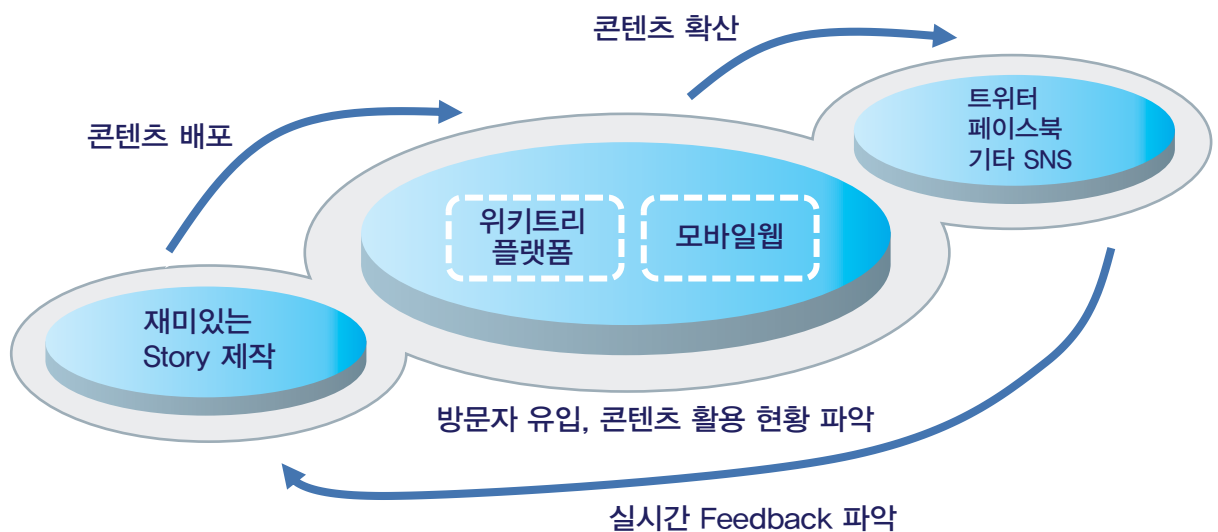 콘텐츠 확산
트위터
페이스북
기타 SNS
콘텐츠 배포
위키트리
플랫폼
모바일웹
재미있는
Story 제작
방문자 유입, 콘텐츠 활용 현황 파악
실시간 Feedback 파악